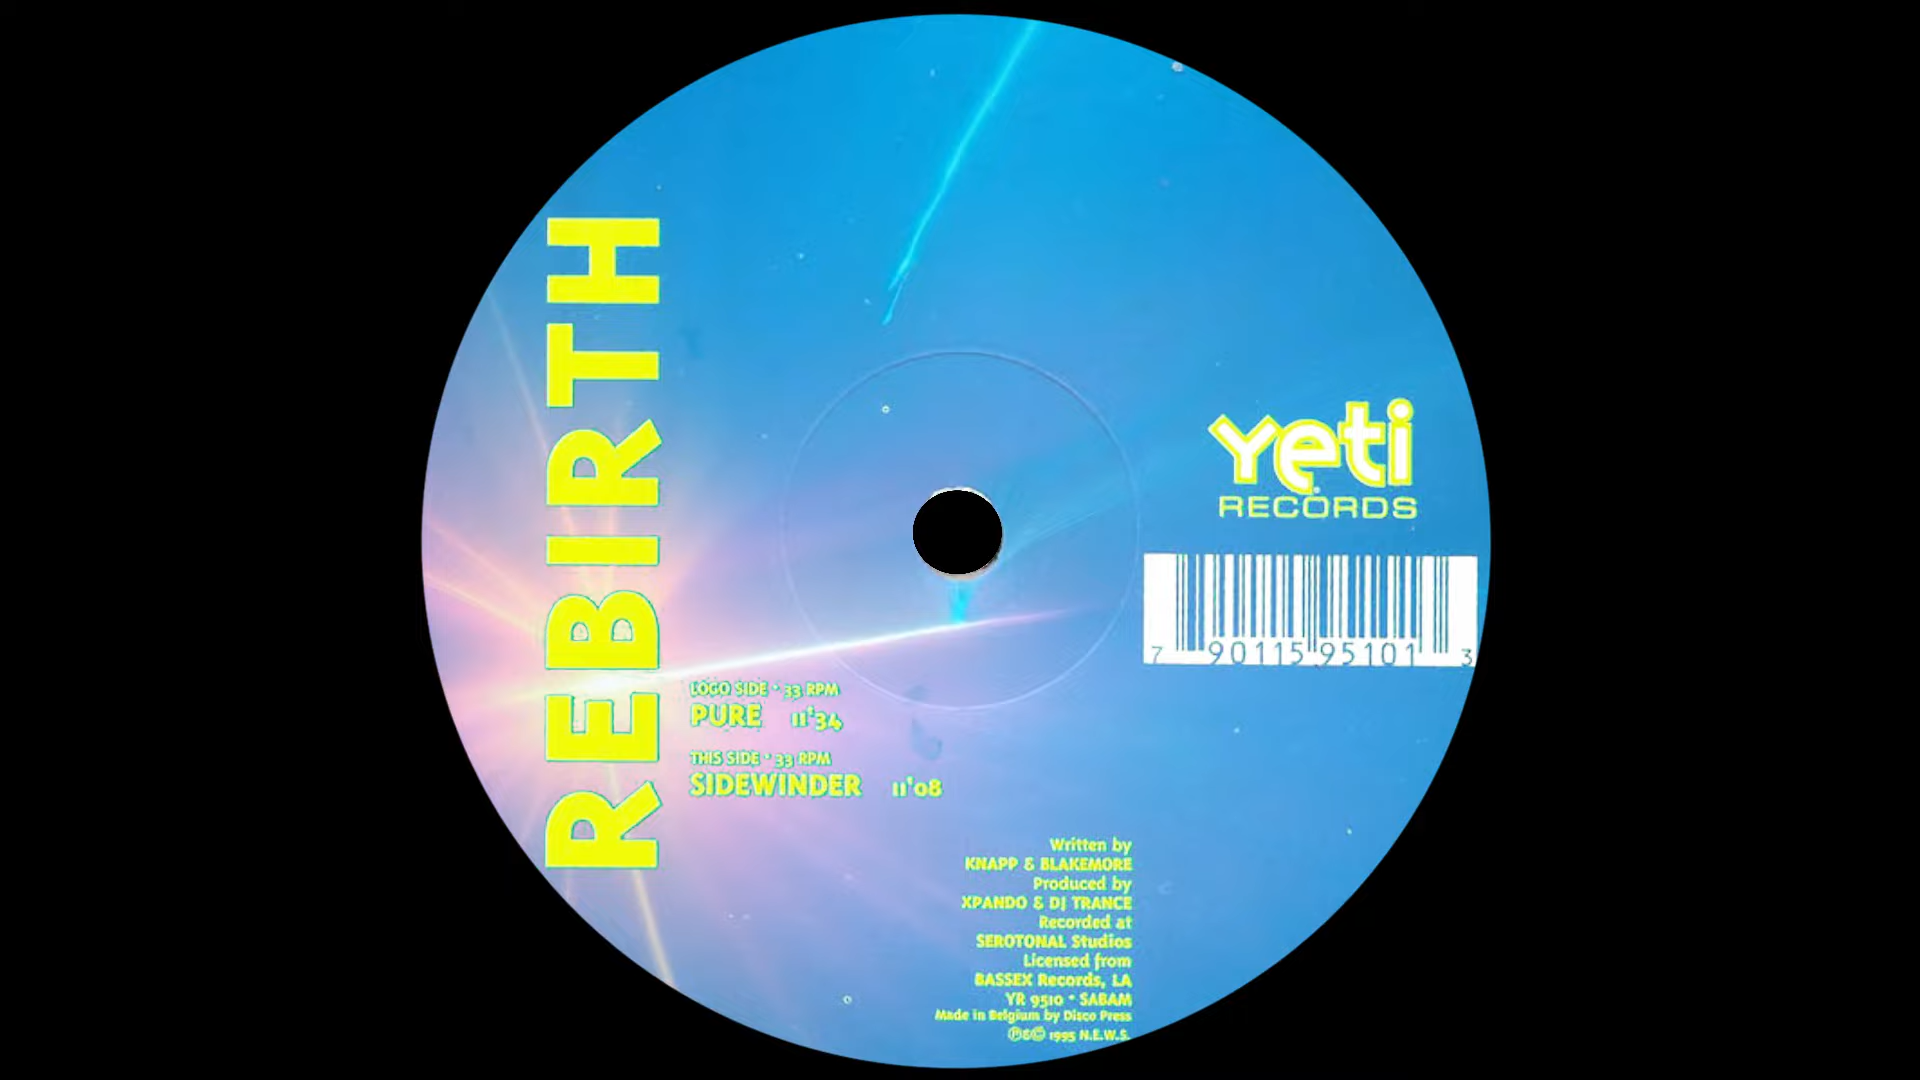 REBIRTH
yeti
RECORDS
7 90115 95101 3
LOGO SIDE • 33 RPM
PURE 11'34
THIS SIDE • 33 RPM
SIDEWINDER 11'08
Written by
KNAPP & BLAKEMORE
Produced by
XPANDO & DJ TRANCE
Recorded at
SEROTONAL Studios
Licensed from
BASSEX Records, LA
YR 9510 • SABAM
Made in Belgium by Disco Press
℗&© 1995 N.E.W.S.